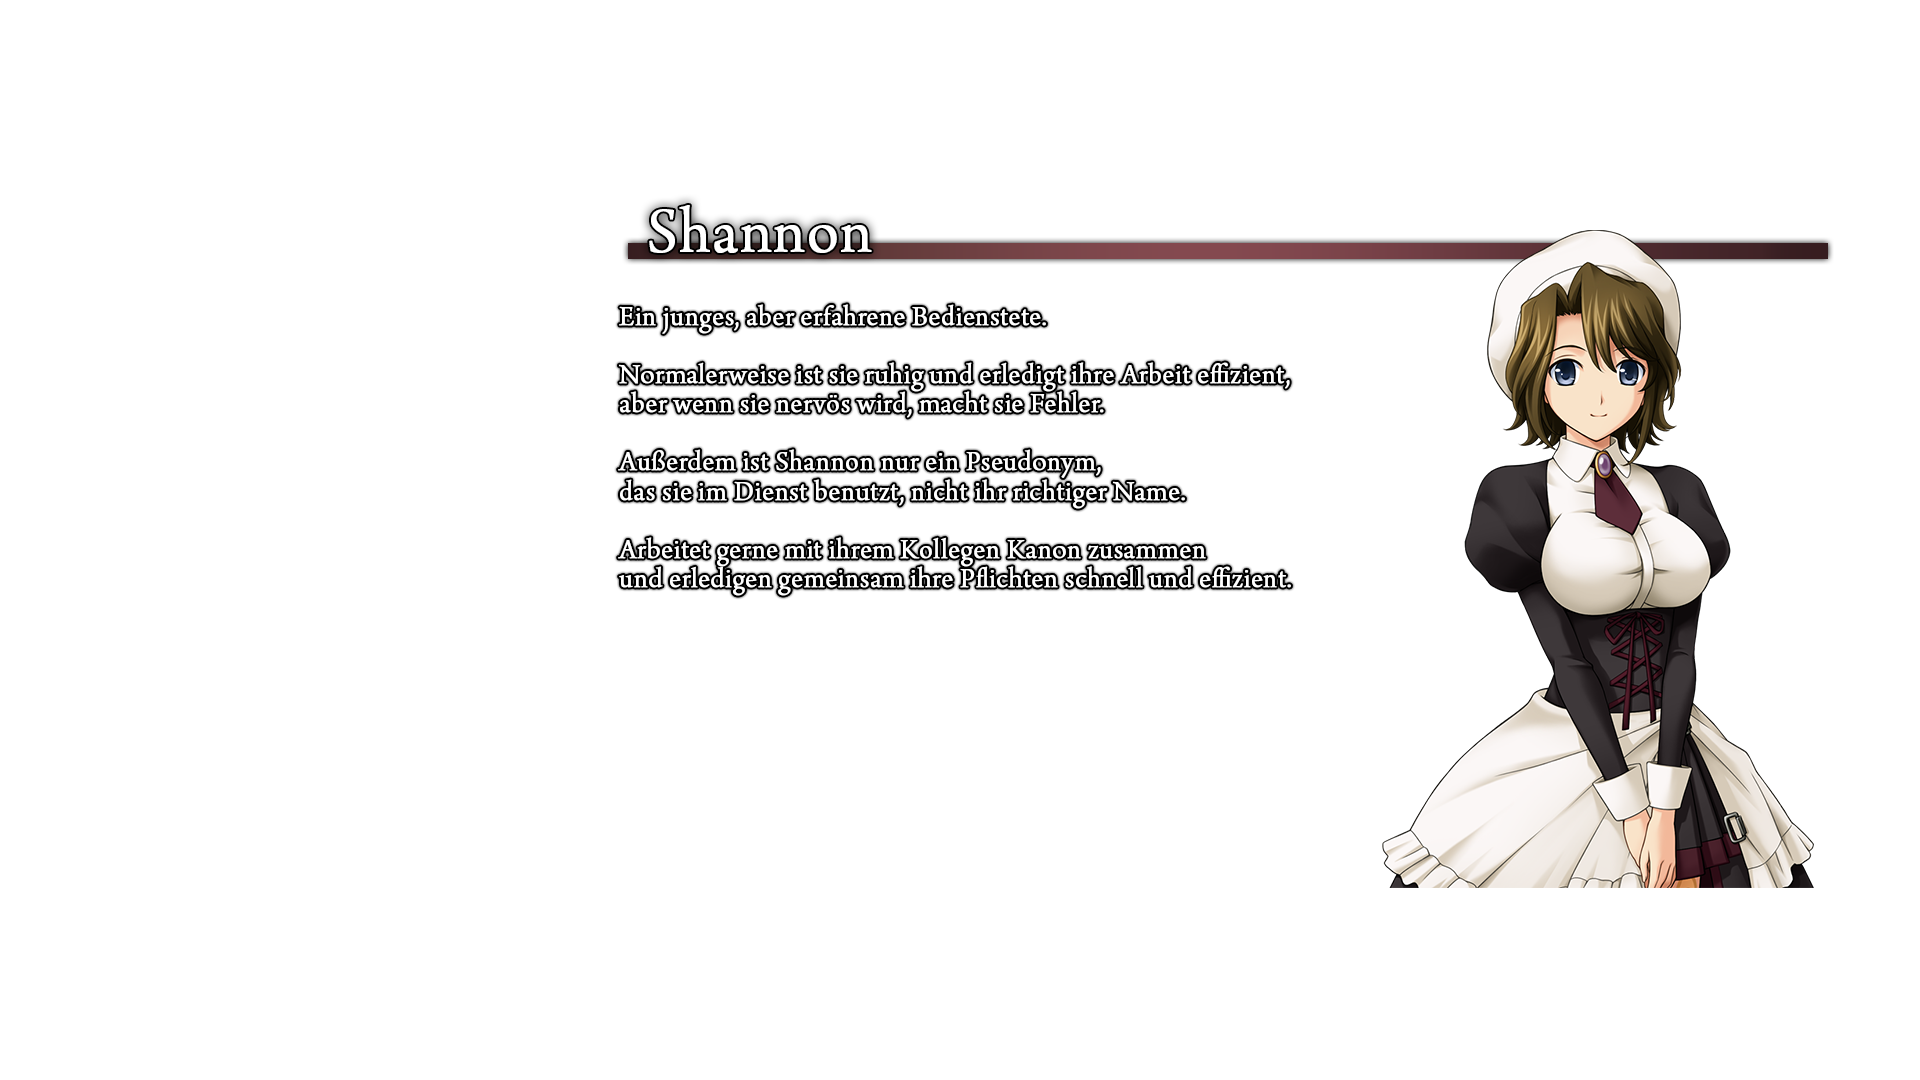 Shannon
Ein junges, aber erfahrene Bedienstete.
Normalerweise ist sie ruhig und erledigt ihre Arbeit effizient,
aber wenn sie nervös wird, macht sie Fehler.
Außerdem ist Shannon nur ein Pseudonym,
das sie im Dienst benutzt, nicht ihr richtiger Name.
Arbeitet gerne mit ihrem Kollegen Kanon zusammen
und erledigen gemeinsam ihre Pflichten schnell und effizient.